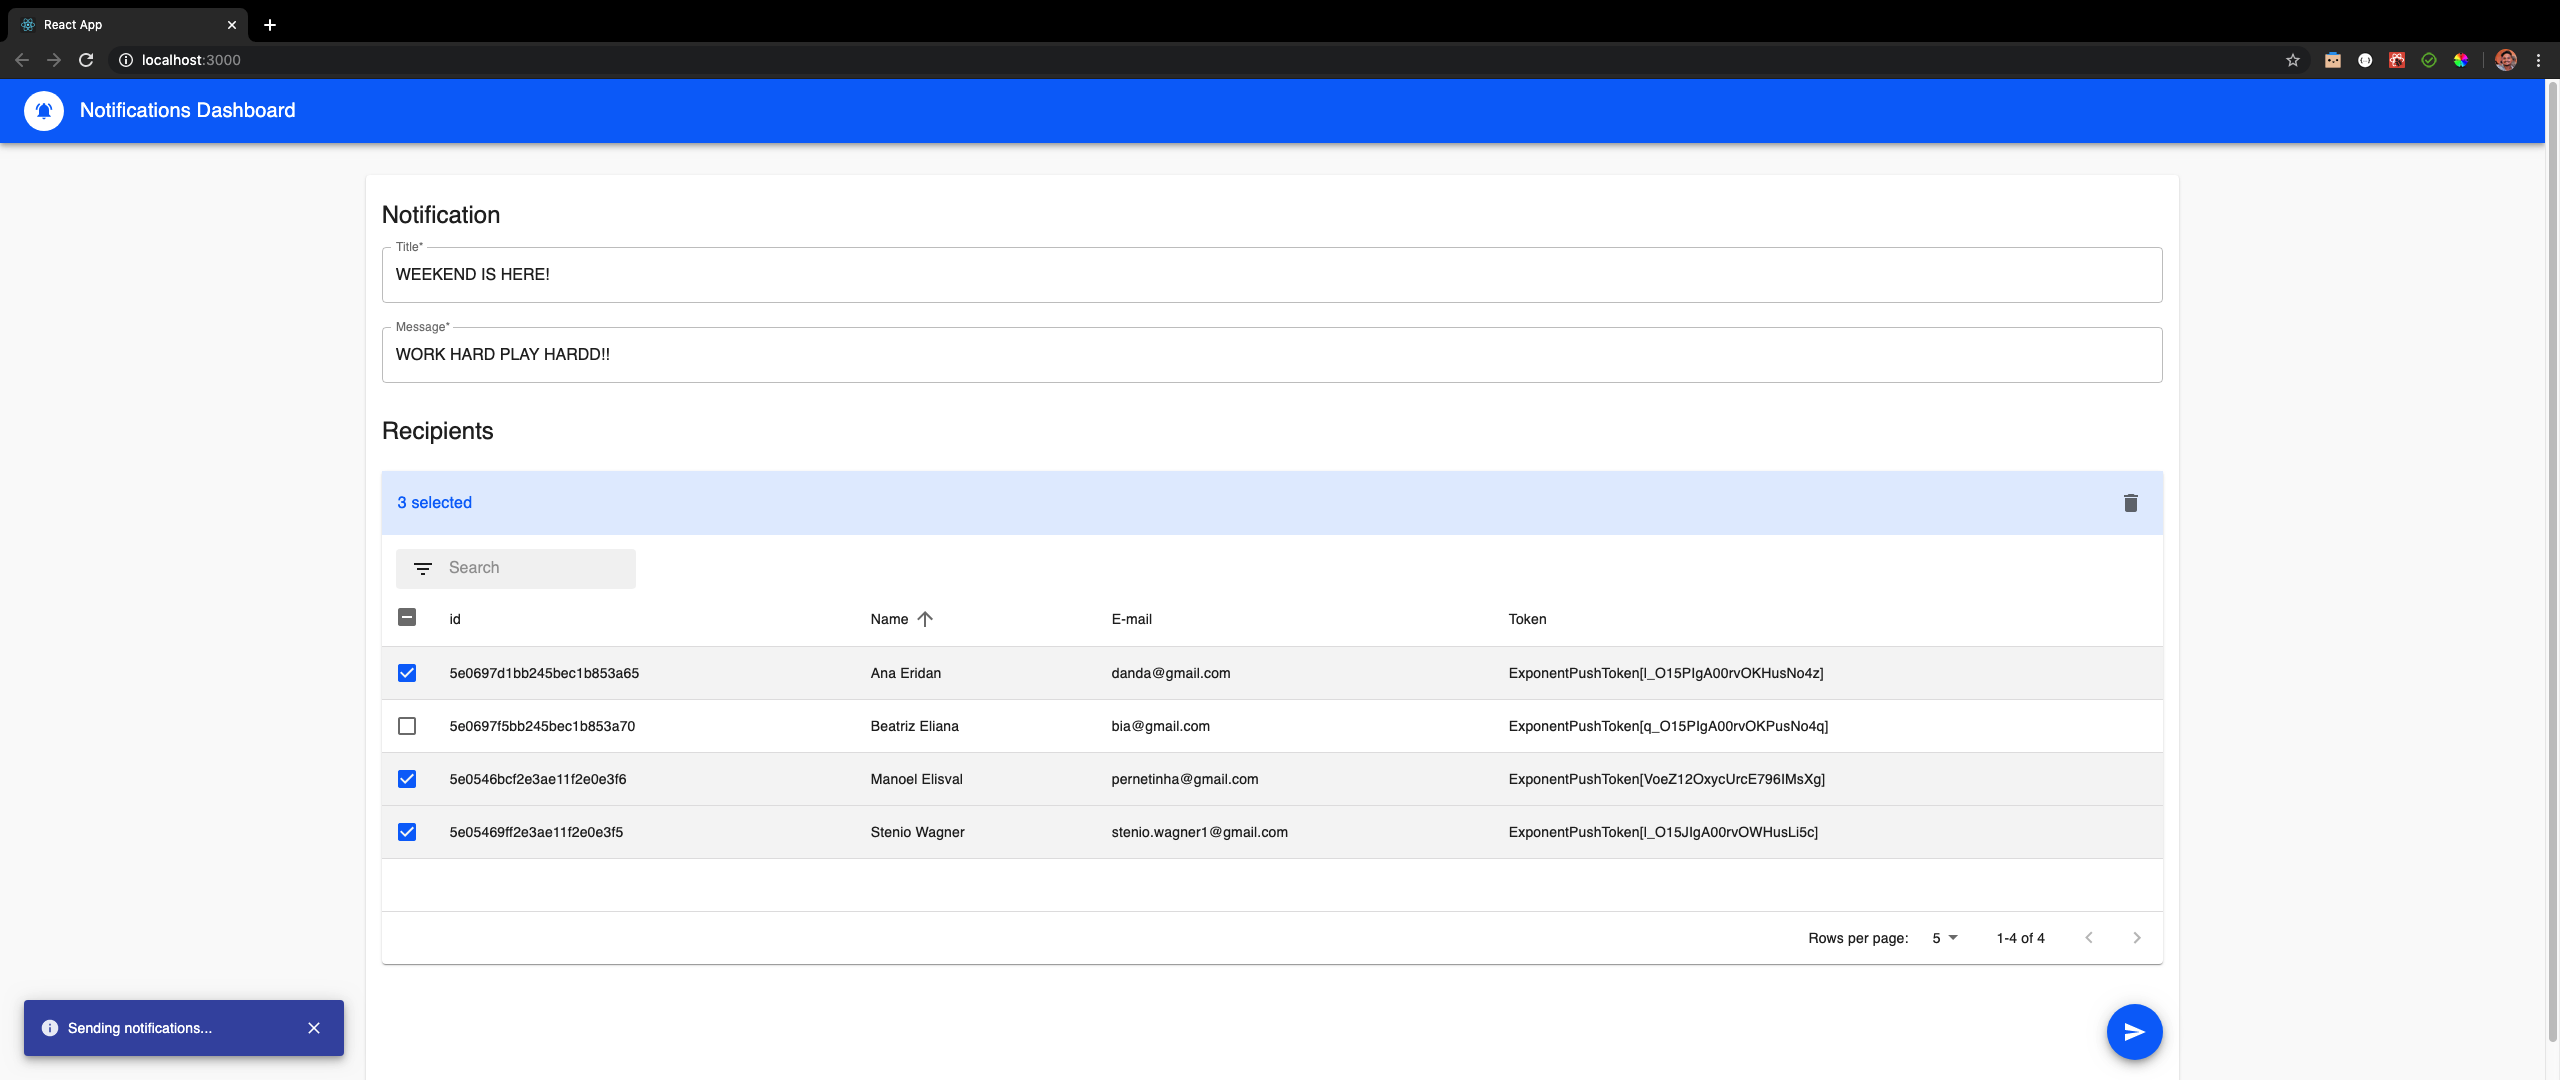 React App
localhost:3000
Notifications Dashboard
Notification
Title*
WEEKEND IS HERE!
Message*
WORK HARD PLAY HARDD!!
Recipients
3 selected
Search
id Name E-mail Token
5e0697d1bb245bec1b853a65 Ana Eridan danda@gmail.com ExponentPushToken[l_O15PIgA00rvOKHusNo4z]
5e0697f5bb245bec1b853a70 Beatriz Eliana bia@gmail.com ExponentPushToken[q_O15PIgA00rvOKPusNo4q]
5e0546bcf2e3ae11f2e0e3f6 Manoel Elisval pernetinha@gmail.com ExponentPushToken[VoeZ12OxycUrcE796IMsXg]
5e05469ff2e3ae11f2e0e3f5 Stenio Wagner stenio.wagner1@gmail.com ExponentPushToken[l_O15JIgA00rvOWHusLi5c]
Rows per page: 5 1-4 of 4
Sending notifications...